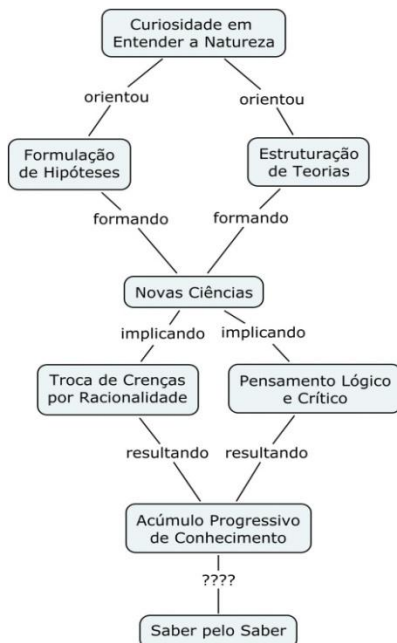 Curiosidade em
Entender a Natureza
orientou
orientou
Formulação
de Hipóteses
Estruturação
de Teorias
formando
formando
Novas Ciências
implicando
implicando
Troca de Crenças
por Racionalidade
Pensamento Lógico
e Crítico
resultando
resultando
Acúmulo Progressivo
de Conhecimento
????
Saber pelo Saber